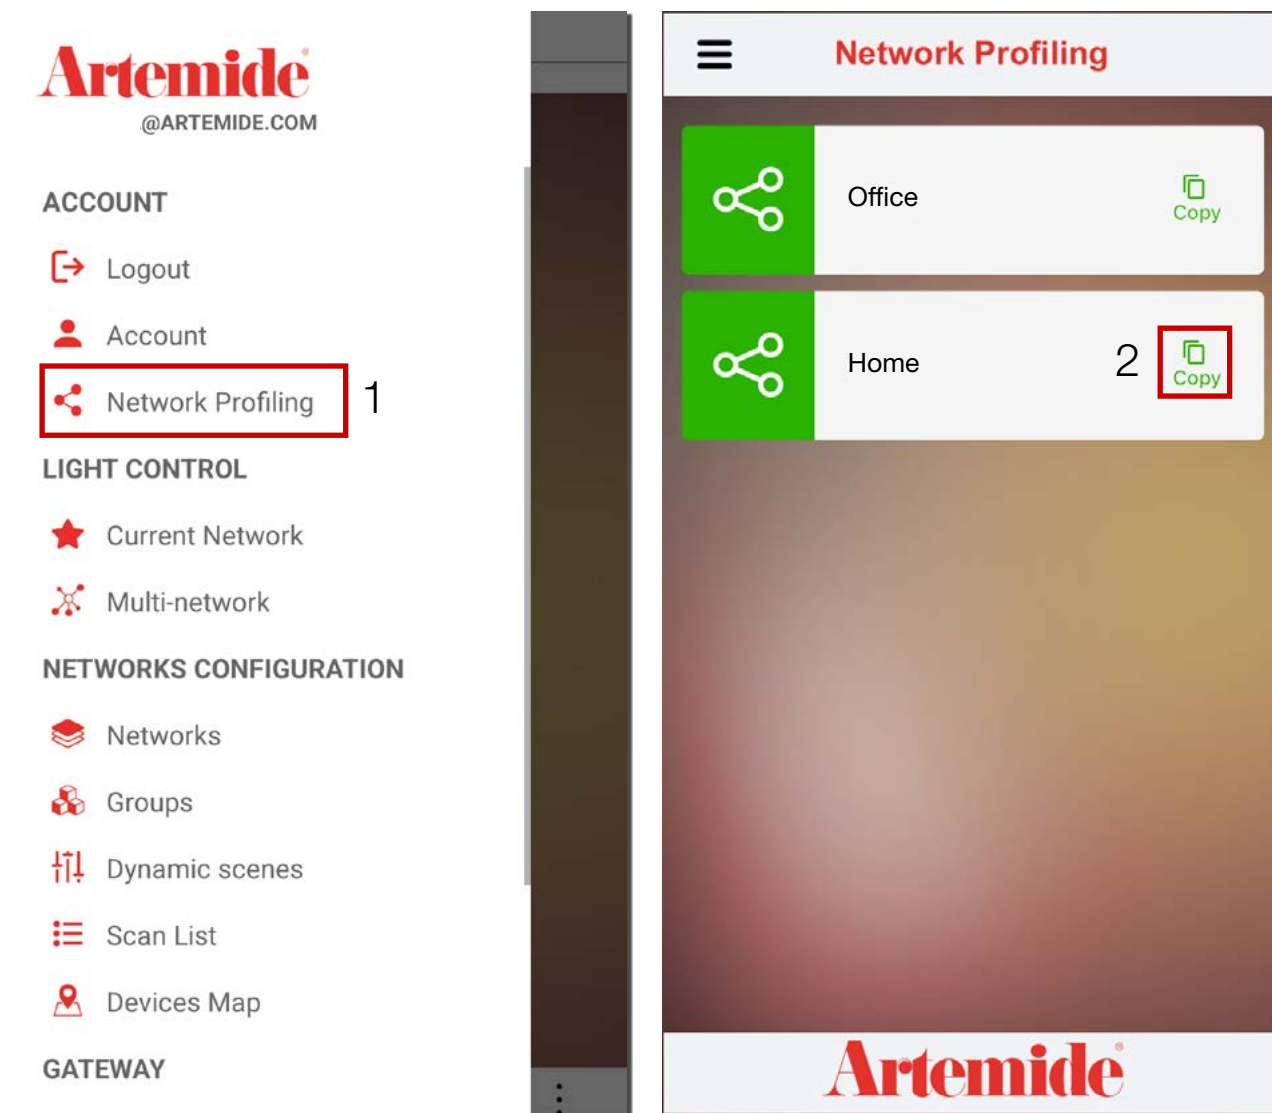 Artemide
@ARTEMIDE.COM
ACCOUNT
Logout
Account
Network Profiling
1
LIGHT CONTROL
Current Network
Multi-network
NETWORKS CONFIGURATION
Networks
Groups
Dynamic scenes
Scan List
Devices Map
GATEWAY
Network Profiling
Office
Copy
Home
2
Copy
Artemide®